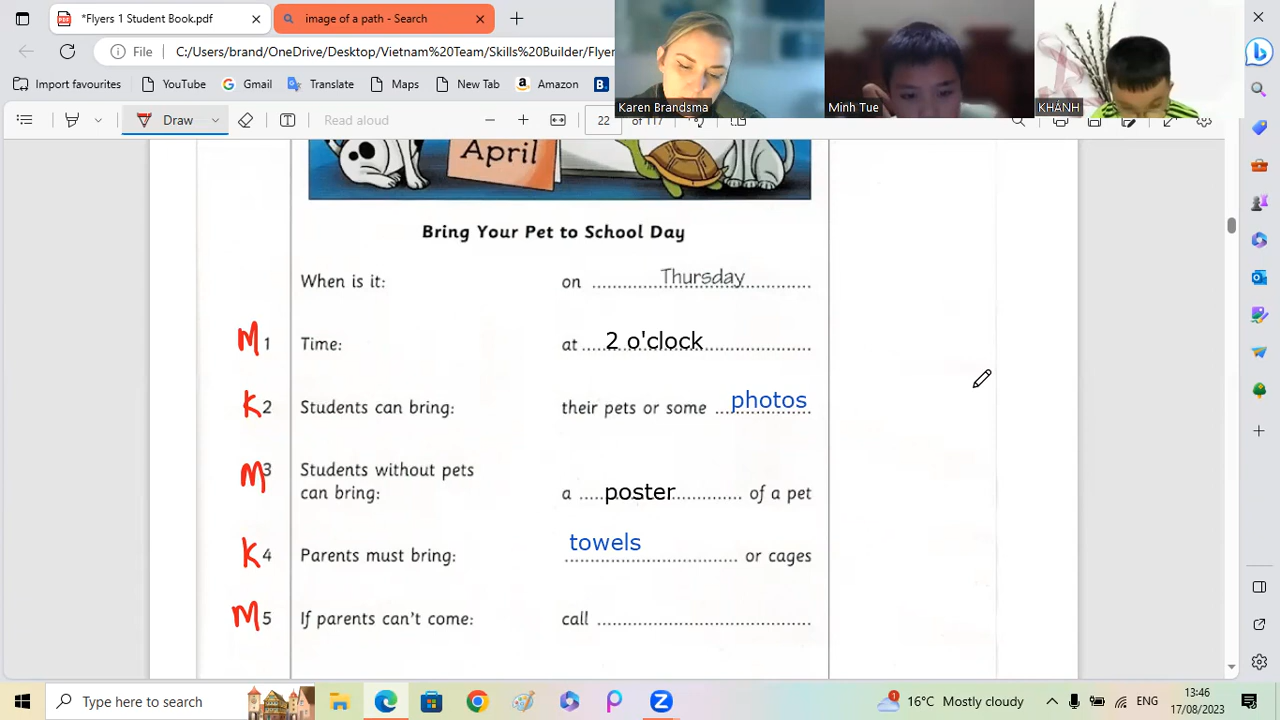 *Flyers 1 Student Book.pdf
image of a path - Search
File
C:/Users/brand/OneDrive/Desktop/Vietnam%20Team/Skills%20Builder/Flyer
Import favourites
YouTube
Gmail
Translate
Maps
New Tab
Amazon
B.
Karen Brandsma
Minh Tue
KHÁNH
Draw
Read aloud
22 of 117
April
Bring Your Pet to School Day
When is it: on Thursday
M 1 Time: at 2 o'clock
K 2 Students can bring: their pets or some photos
M 3 Students without pets
can bring: a poster of a pet
K 4 Parents must bring: towels or cages
M 5 If parents can't come: call
Type here to search
1
16°C Mostly cloudy
ENG
13:46
17/08/2023